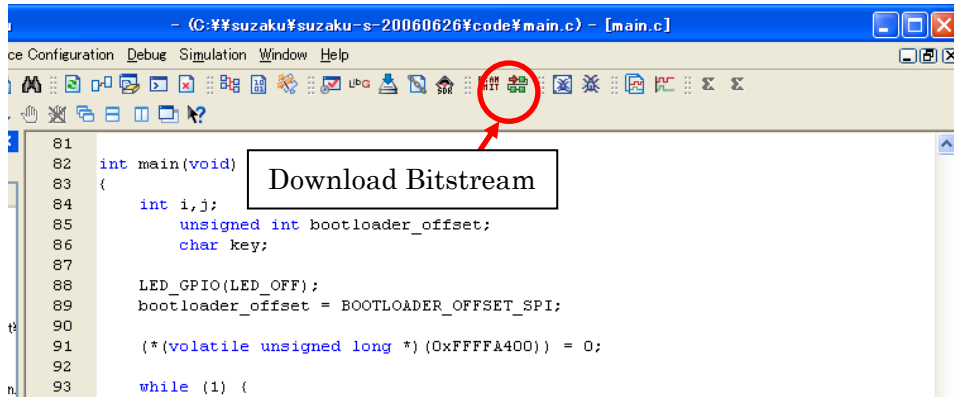 - (C:¥¥suzaku¥suzaku-s-20060626¥code¥main.c) - [main.c]
ce Configuration Debug Simulation Window Help
81
82 int main(void)
83 {
Download Bitstream
84 int i,j;
85 unsigned int bootloader_offset;
86 char key;
87
88 LED_GPIO(LED_OFF);
89 bootloader_offset = BOOTLOADER_OFFSET_SPI;
90
91 (*(volatile unsigned long *)(0xFFFFA400)) = 0;
92
93 while (1) {